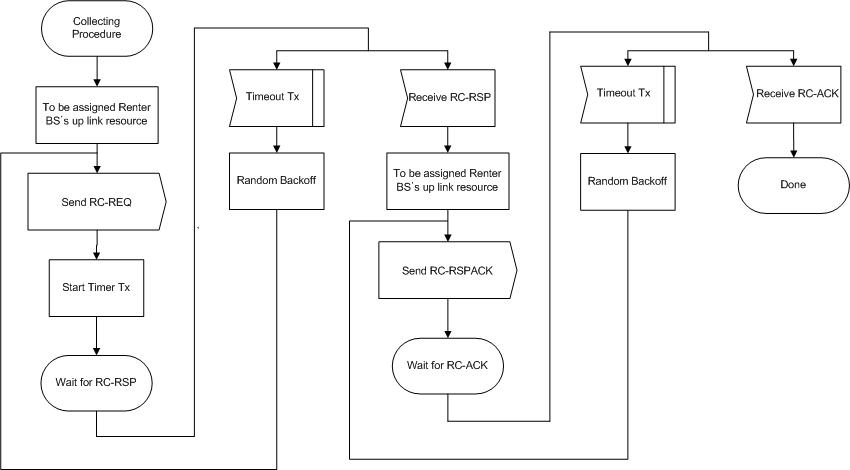 Collecting
Procedure
To be assigned Renter
BS´s up link resource
Send RC-REQ
Start Timer Tx
Wait for RC-RSP
Timeout Tx
Random Backoff
Receive RC-RSP
To be assigned Renter
BS´s up link resource
Send RC-RSPACK
Wait for RC-ACK
Timeout Tx
Random Backoff
Receive RC-ACK
Done